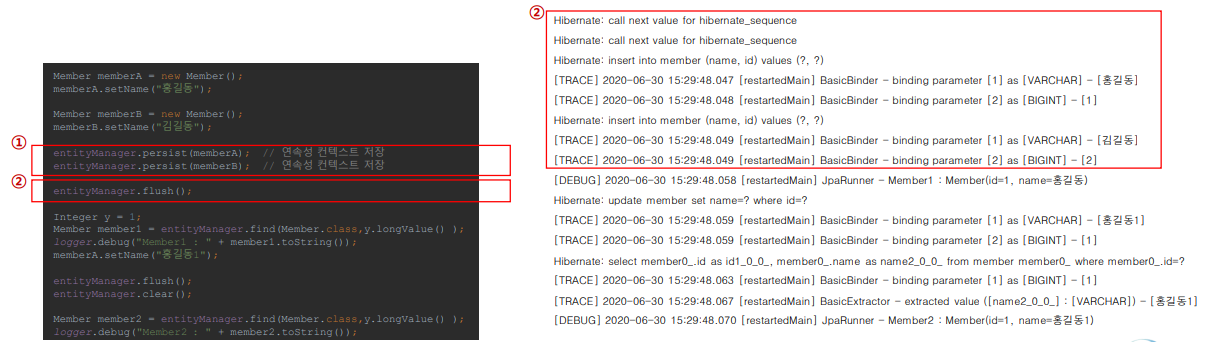 ①
②
Member memberA = new Member();
memberA.setName("홍길동");
Member memberB = new Member();
memberB.setName("김길동");
entityManager.persist(memberA);  // 연속성 컨텍스트 저장
entityManager.persist(memberB);  // 연속성 컨텍스트 저장
entityManager.flush();
Integer y = 1;
Member member1 = entityManager.find(Member.class,y.longValue() );
logger.debug("Member1 : " + member1.toString());
memberA.setName("홍길동1");
entityManager.flush();
entityManager.clear();
Member member2 = entityManager.find(Member.class,y.longValue() );
logger.debug("Member2 : " + member2.toString());
②
Hibernate: call next value for hibernate_sequence
Hibernate: call next value for hibernate_sequence
Hibernate: insert into member (name, id) values (?, ?)
[TRACE] 2020-06-30 15:29:48.047 [restartedMain] BasicBinder - binding parameter [1] as [VARCHAR] - [홍길동]
[TRACE] 2020-06-30 15:29:48.048 [restartedMain] BasicBinder - binding parameter [2] as [BIGINT] - [1]
Hibernate: insert into member (name, id) values (?, ?)
[TRACE] 2020-06-30 15:29:48.049 [restartedMain] BasicBinder - binding parameter [1] as [VARCHAR] - [김길동]
[TRACE] 2020-06-30 15:29:48.049 [restartedMain] BasicBinder - binding parameter [2] as [BIGINT] - [2]
[DEBUG] 2020-06-30 15:29:48.058 [restartedMain] JpaRunner - Member1 : Member(id=1, name=홍길동)
Hibernate: update member set name=? where id=?
[TRACE] 2020-06-30 15:29:48.059 [restartedMain] BasicBinder - binding parameter [1] as [VARCHAR] - [홍길동1]
[TRACE] 2020-06-30 15:29:48.059 [restartedMain] BasicBinder - binding parameter [2] as [BIGINT] - [1]
Hibernate: select member0_.id as id1_0_0_, member0_.name as name2_0_0_ from member member0_ where member0_.id=?
[TRACE] 2020-06-30 15:29:48.063 [restartedMain] BasicBinder - binding parameter [1] as [BIGINT] - [1]
[TRACE] 2020-06-30 15:29:48.067 [restartedMain] BasicExtractor - extracted value ([name2_0_0_] : [VARCHAR]) - [홍길동1]
[DEBUG] 2020-06-30 15:29:48.070 [restartedMain] JpaRunner - Member2 : Member(id=1, name=홍길동1)